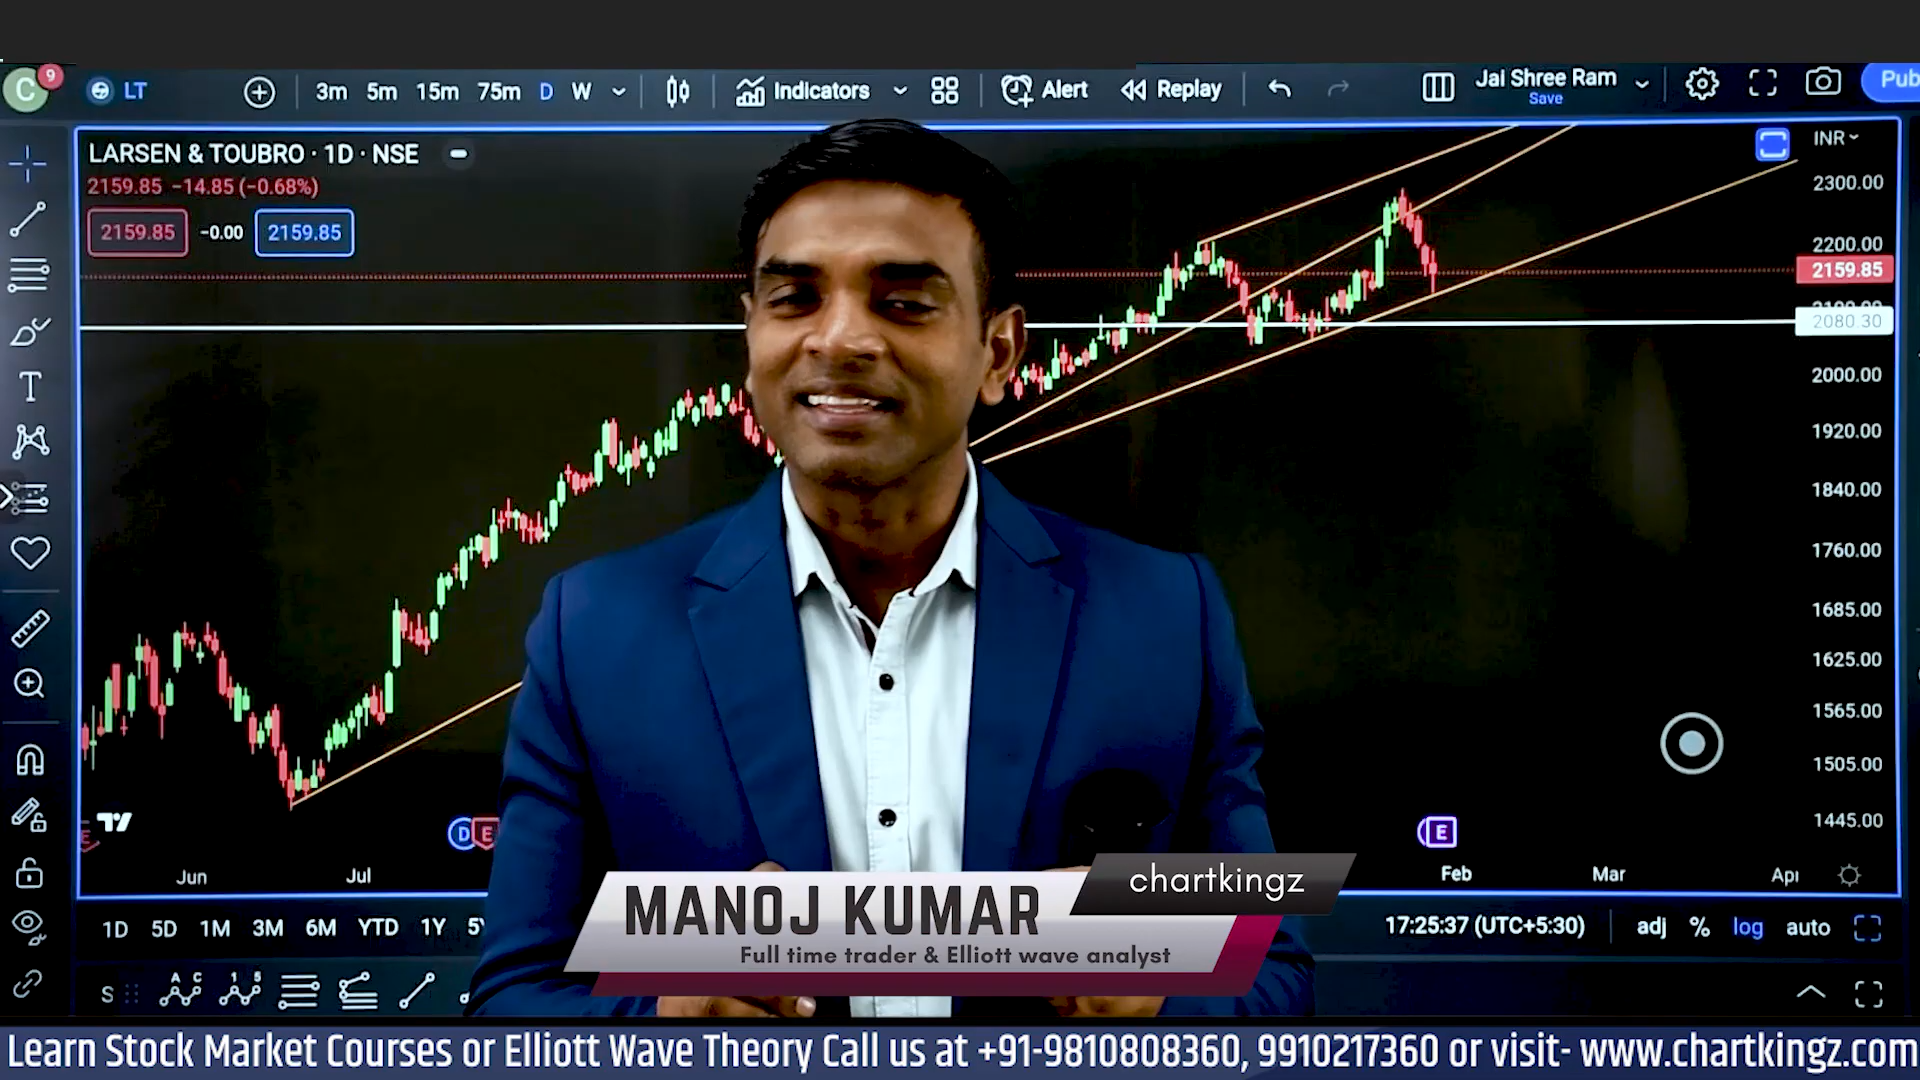 C 9 LT 3m 5m 15m 75m D W Indicators Alert Replay Jai Shree Ram Save Pub
LARSEN & TOUBRO · 1D · NSE
INR
2159.85 −14.85 (−0.68%)
2159.85 −0.00 2159.85
2300.00
2200.00
2159.85
2080.30
2000.00
1920.00
1840.00
1760.00
1685.00
1625.00
1565.00
1505.00
1445.00
E D E E
Jun Jul Feb Mar Apr
chartkingz
MANOJ KUMAR
Full time trader & Elliott wave analyst
1D 5D 1M 3M 6M YTD 1Y 5Y 17:25:37 (UTC+5:30) adj % log auto
S A C 1 5
Learn Stock Market Courses or Elliott Wave Theory Call us at +91-9810808360, 9910217360 or visit- www.chartkingz.com